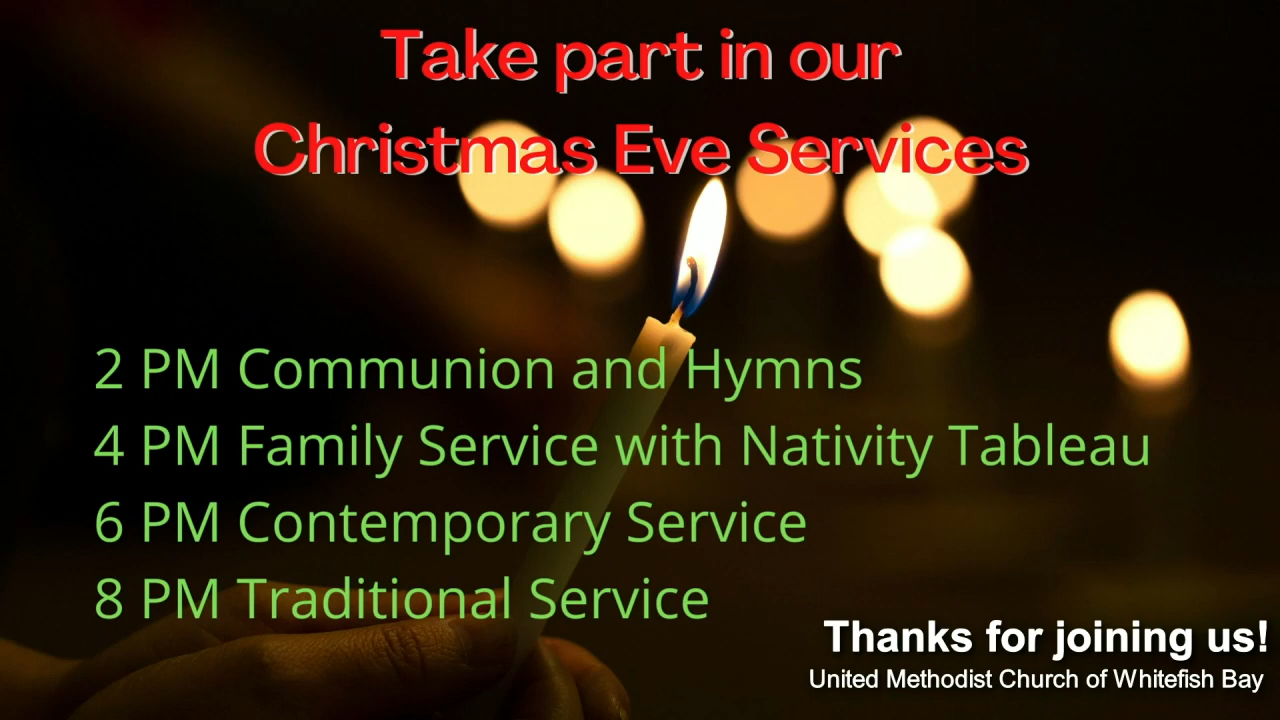 Take part in our
Christmas Eve Services
2 PM Communion and Hymns
4 PM Family Service with Nativity Tableau
6 PM Contemporary Service
8 PM Traditional Service
Thanks for joining us!
United Methodist Church of Whitefish Bay